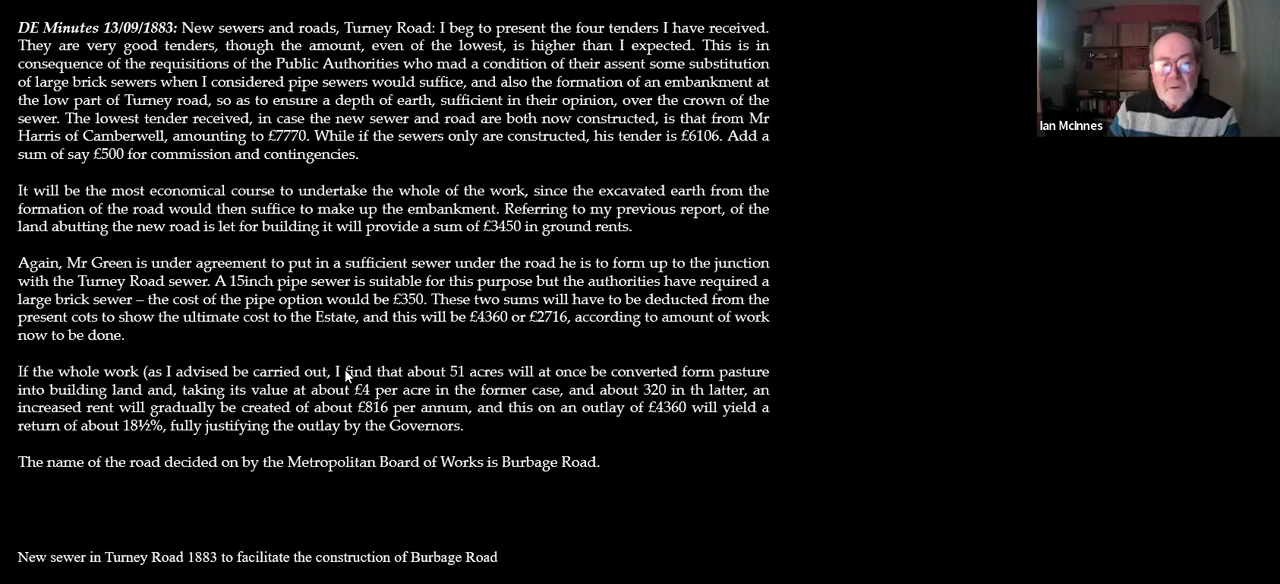 DE Minutes 13/09/1883: New sewers and roads, Turney Road: I beg to present the four tenders I have received.
They are very good tenders, though the amount, even of the lowest, is higher than I expected. This is in
consequence of the requisitions of the Public Authorities who mad a condition of their assent some substitution
of large brick sewers when I considered pipe sewers would suffice, and also the formation of an embankment at
the low part of Turney road, so as to ensure a depth of earth, sufficient in their opinion, over the crown of the
sewer. The lowest tender received, in case the new sewer and road are both now constructed, is that from Mr
Harris of Camberwell, amounting to £7770. While if the sewers only are constructed, his tender is £6106. Add a
sum of say £500 for commission and contingencies.
It will be the most economical course to undertake the whole of the work, since the excavated earth from the
formation of the road would then suffice to make up the embankment. Referring to my previous report, of the
land abutting the new road is let for building it will provide a sum of £3450 in ground rents.
Again, Mr Green is under agreement to put in a sufficient sewer under the road he is to form up to the junction
with the Turney Road sewer. A 15inch pipe sewer is suitable for this purpose but the authorities have required a
large brick sewer – the cost of the pipe option would be £350. These two sums will have to be deducted from the
present cots to show the ultimate cost to the Estate, and this will be £4360 or £2716, according to amount of work
now to be done.
If the whole work (as I advised be carried out, I find that about 51 acres will at once be converted form pasture
into building land and, taking its value at about £4 per acre in the former case, and about 320 in th latter, an
increased rent will gradually be created of about £816 per annum, and this on an outlay of £4360 will yield a
return of about 18½%, fully justifying the outlay by the Governors.
The name of the road decided on by the Metropolitan Board of Works is Burbage Road.
New sewer in Turney Road 1883 to facilitate the construction of Burbage Road
Ian McInnes